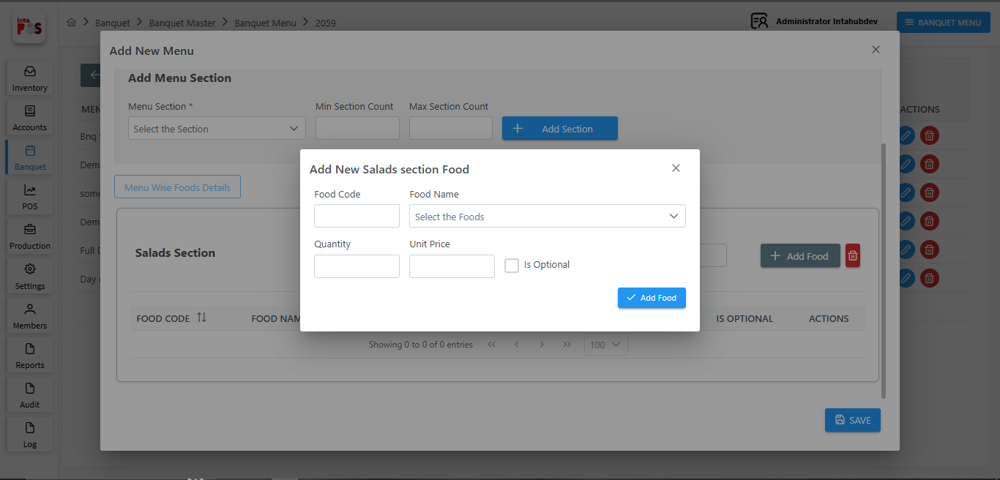 Into
POS
Banquet
Banquet Master
Banquet Menu
2059
Administrator Intahubdev
BANQUET MENU
Inventory
Accounts
Banquet
POS
Production
Settings
Members
Reports
Audit
Log
MEN
Bnq
Dem
some
Dem
Full D
Day
ACTIONS
Add New Menu
Add Menu Section
Menu Section *
Min Section Count
Max Section Count
Select the Section
Add Section
Menu Wise Foods Details
Salads Section
Add Food
FOOD CODE
FOOD NAM
IS OPTIONAL
ACTIONS
Showing 0 to 0 of 0 entries
100
SAVE
Add New Salads section Food
Food Code
Food Name
Select the Foods
Quantity
Unit Price
Is Optional
Add Food